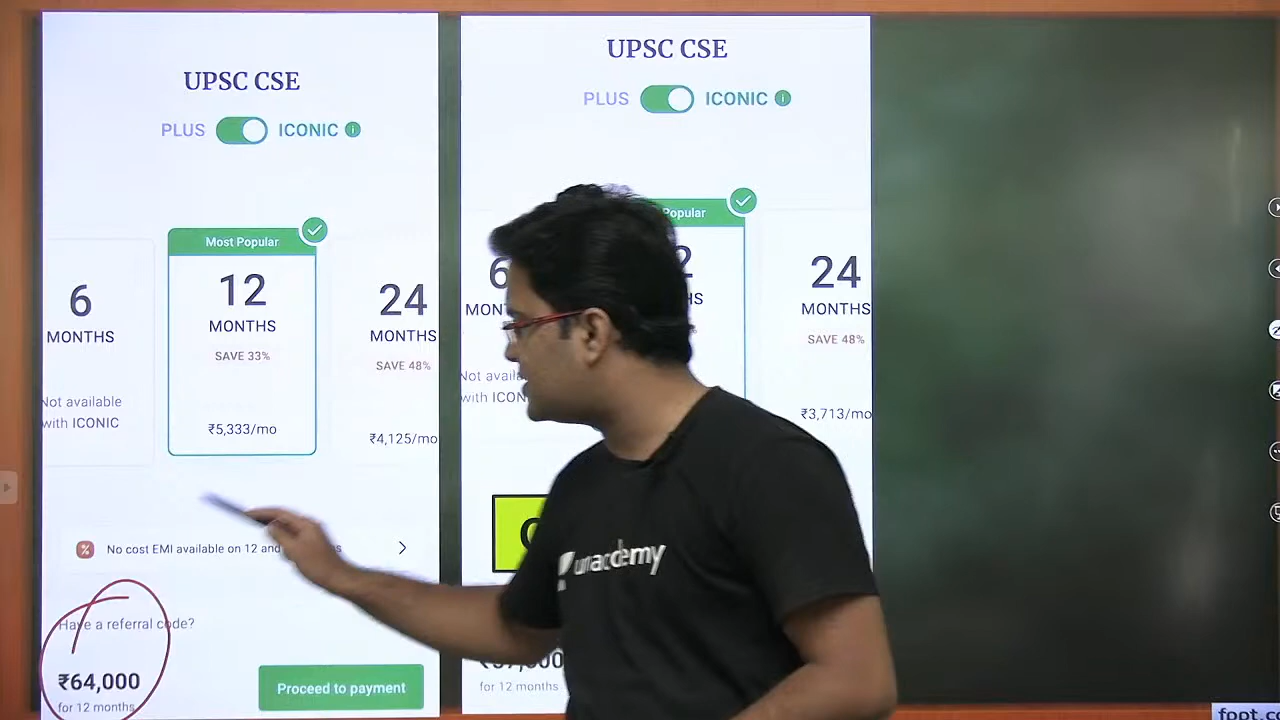 UPSC CSE
PLUS ICONIC
Most Popular
6
MONTHS
Not available
with ICONIC
12
MONTHS
SAVE 33%
₹5,333/mo
24
MONTHS
SAVE 48%
₹4,125/mo
No cost EMI available on 12 and
Have a referral code?
₹64,000
for 12 months
Proceed to payment
UPSC CSE
PLUS ICONIC
Popular
MONTHS
24
MONTHS
SAVE 48%
₹3,713/mo
Not
with
for 12 months
unacademy